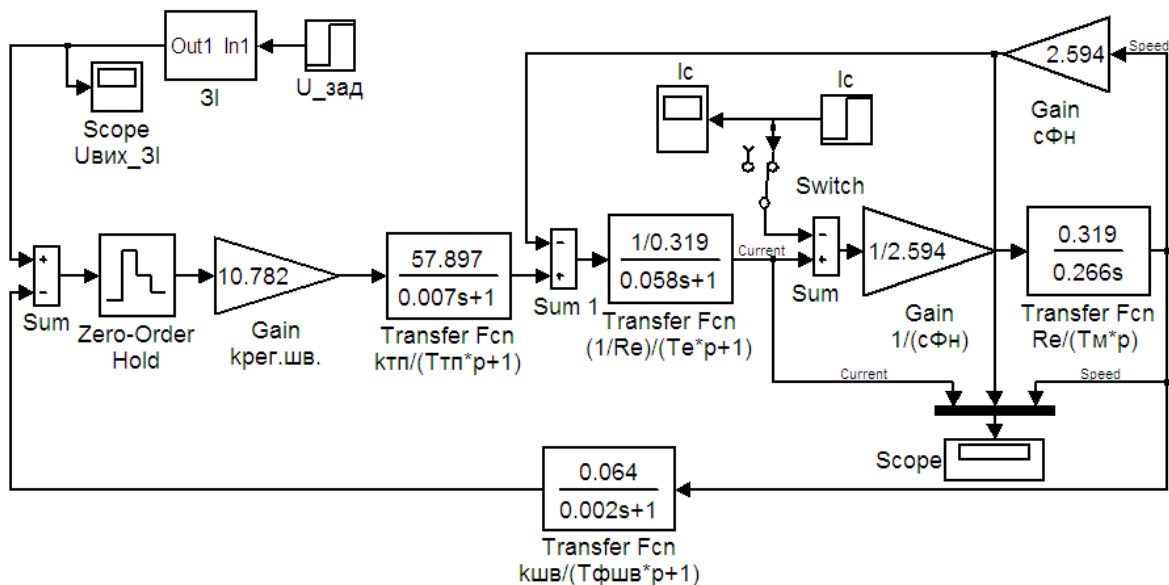 Out1 In1
ЗІ
U_зад
Scope
Uвих_ЗІ
Ic
Ic
Switch
2.594
Speed
Gain
сФн
Sum
Zero-Order
Hold
10.782
Gain
kрег.шв.
57.897
0.007s+1
Transfer Fcn
kтп/(Tтп*p+1)
Sum 1
1/0.319
0.058s+1
Transfer Fcn
(1/Re)/(Te*p+1)
Current
Sum
1/2.594
Gain
1/(сФн)
0.319
0.266s
Transfer Fcn
Re/(Tм*p)
Current
Speed
Scope
0.064
0.002s+1
Transfer Fcn
kшв/(Tфшв*p+1)